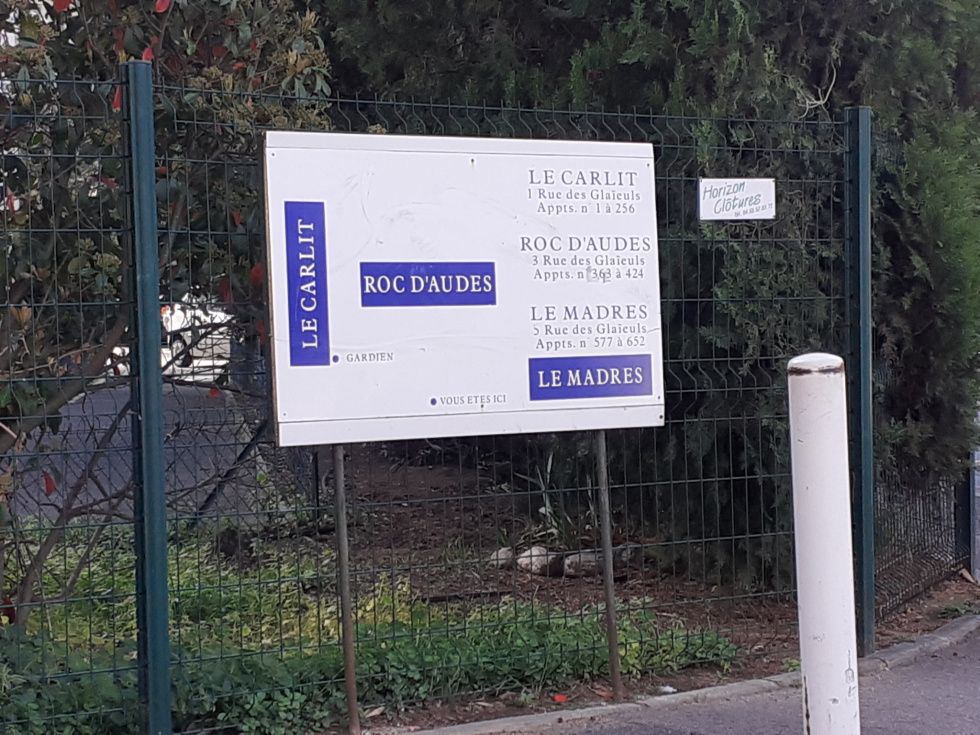 LE CARLIT
1 Rue des Glaïeuls
Appts. n° 1 à 256
ROC D'AUDES
3 Rue des Glaïeuls
Appts. n° 363 à 424
LE MADRES
5 Rue des Glaïeuls
Appts. n° 577 à 652
LE CARLIT
ROC D'AUDES
GARDIEN
LE MADRES
VOUS ETES ICI
Horizon
Clôtures